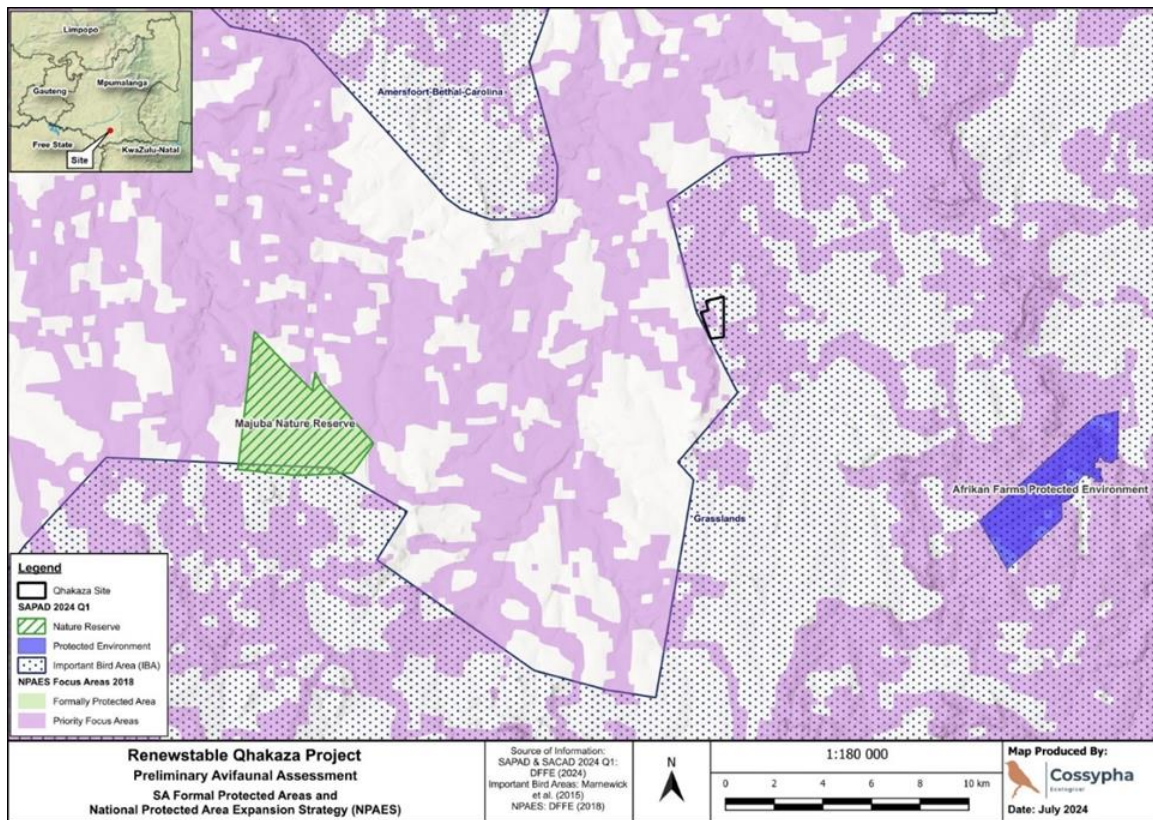 Limpopo
Mpumalanga
Gauteng
Free State
KwaZulu-Natal
Site
Amersfoort-Bethal-Carolina
Majuba Nature Reserve
Afrikan Farms Protected Environment
Grasslands
Legend
Qhakaza Site
SAPAD 2024 Q1
Nature Reserve
Protected Environment
Important Bird Area (IBA)
NPAES Focus Areas 2018
Formally Protected Area
Priority Focus Areas
Renewstable Qhakaza Project
Preliminary Avifaunal Assessment
SA Formal Protected Areas and
National Protected Area Expansion Strategy (NPAES)
Source of Information:
SAPAD & SACAD 2024 Q1:
DFFE (2024)
Important Bird Areas: Marnewick
et al. (2015)
NPAES: DFFE (2018)
N
1:180 000
0 2 4 6 8 10 km
Map Produced By:
Cossypha
Ecological
Date: July 2024